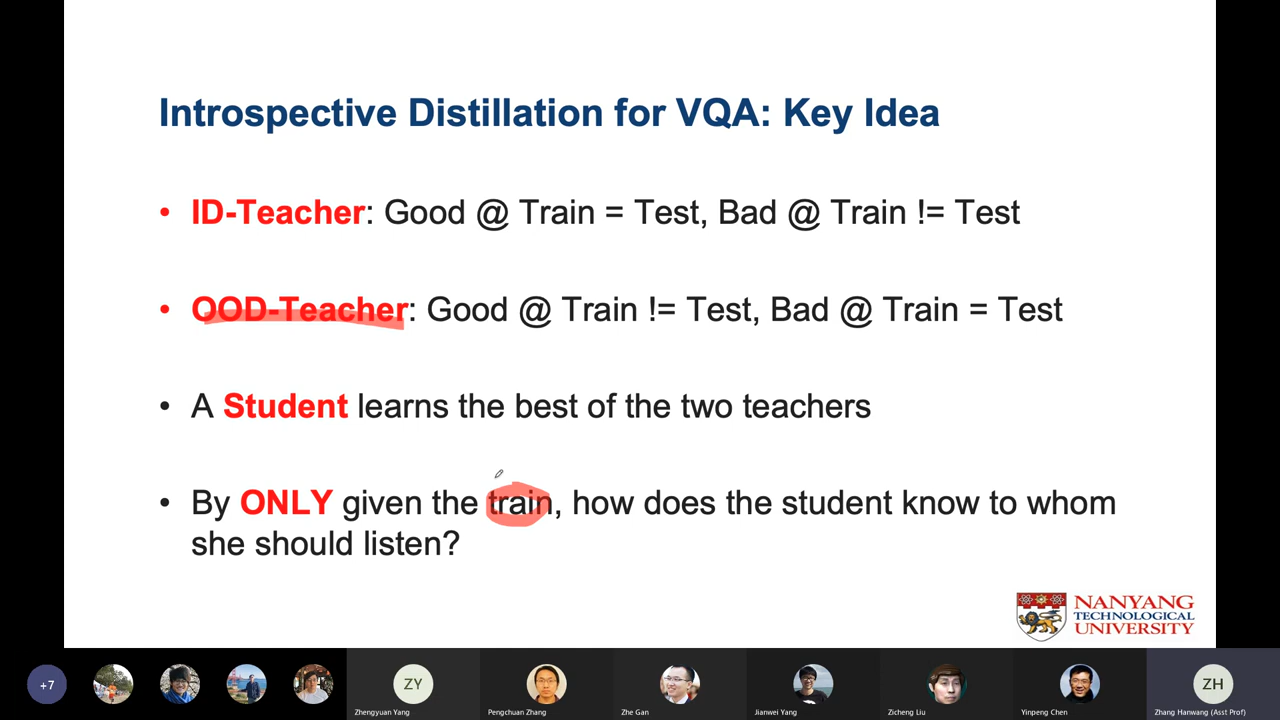 Introspective Distillation for VQA: Key Idea
• ID-Teacher: Good @ Train = Test, Bad @ Train != Test
• OOD-Teacher: Good @ Train != Test, Bad @ Train = Test
• A Student learns the best of the two teachers
• By ONLY given the train, how does the student know to whom
she should listen?
NANYANG
TECHNOLOGICAL
UNIVERSITY
+7
ZY
ZH
Zhengyuan Yang
Pengchuan Zhang
Zhe Gan
Jianwei Yang
Zicheng Liu
Yinpeng Chen
Zhang Hanwang (Asst Prof)